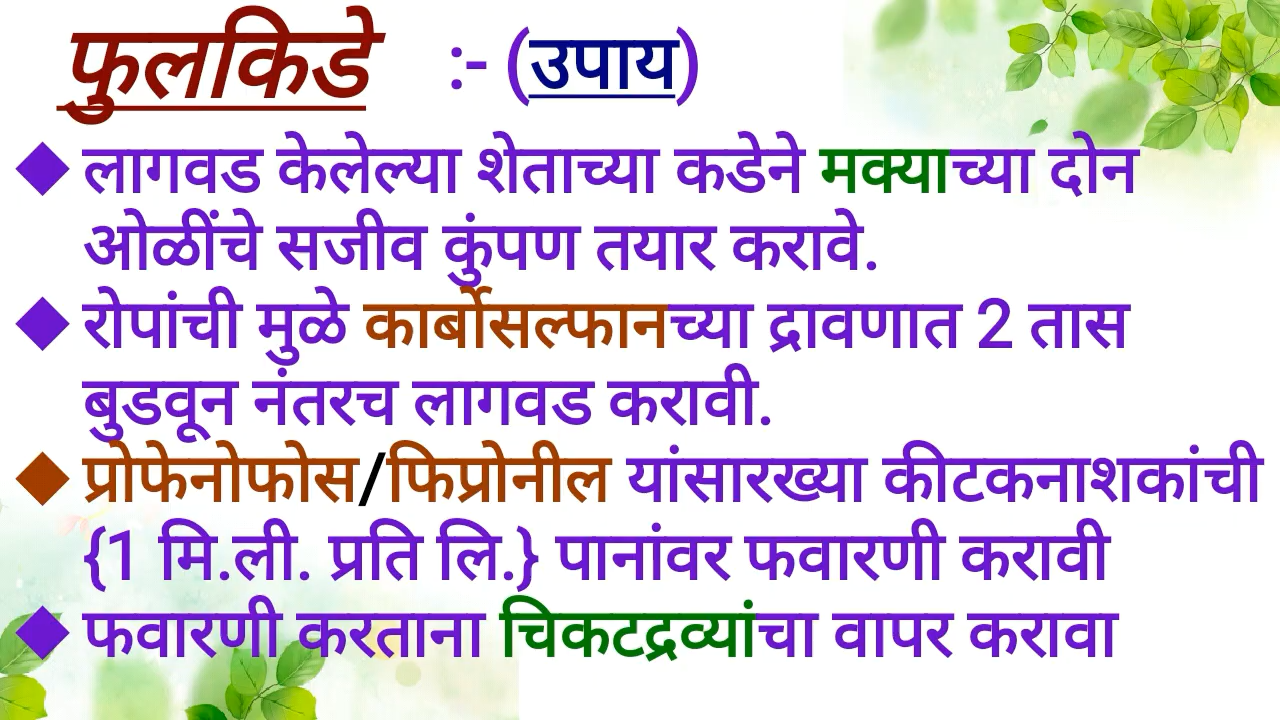 फुलकिडे :- (उपाय)
◆ लागवड केलेल्या शेताच्या कडेने मक्याच्या दोन
ओळींचे सजीव कुंपण तयार करावे.
◆ रोपांची मुळे कार्बोसल्फानच्या द्रावणात 2 तास
बुडवून नंतरच लागवड करावी.
◆ प्रोफेनोफोस/फिप्रोनील यांसारख्या कीटकनाशकांची
{1 मि.ली. प्रति लि.} पानांवर फवारणी करावी
◆ फवारणी करताना चिकटद्रव्यांचा वापर करावा